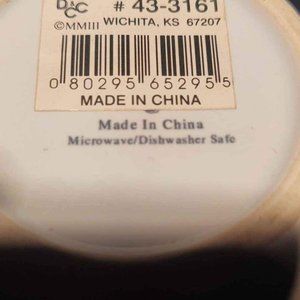 D&CC # 43-3161
©MMIII WICHITA, KS 67207
0 80295 65295 5
MADE IN CHINA
Made In China
Microwave/Dishwasher Safe